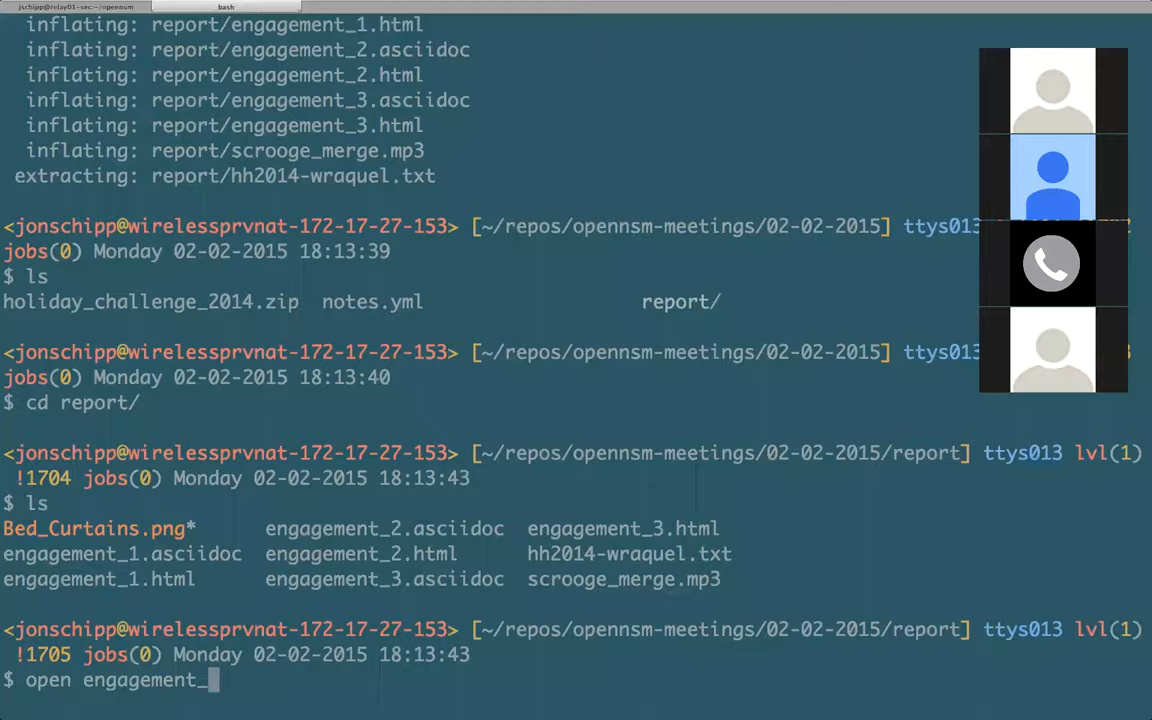 jschipp@relay01-sec:~/opennsm
_bash
inflating: report/engagement_1.html
inflating: report/engagement_2.asciidoc
inflating: report/engagement_2.html
inflating: report/engagement_3.asciidoc
inflating: report/engagement_3.html
inflating: report/scrooge_merge.mp3
extracting: report/hh2014-wraquel.txt
<jonschipp@wirelessprvnat-172-17-27-153> [~/repos/opennsm-meetings/02-02-2015] ttys013
jobs(0) Monday 02-02-2015 18:13:39
$ ls
holiday_challenge_2014.zip notes.yml report/
<jonschipp@wirelessprvnat-172-17-27-153> [~/repos/opennsm-meetings/02-02-2015] ttys013
jobs(0) Monday 02-02-2015 18:13:40
$ cd report/
<jonschipp@wirelessprvnat-172-17-27-153> [~/repos/opennsm-meetings/02-02-2015/report] ttys013 lvl(1)
!1704 jobs(0) Monday 02-02-2015 18:13:43
$ ls
Bed_Curtains.png* engagement_2.asciidoc engagement_3.html
engagement_1.asciidoc engagement_2.html hh2014-wraquel.txt
engagement_1.html engagement_3.asciidoc scrooge_merge.mp3
<jonschipp@wirelessprvnat-172-17-27-153> [~/repos/opennsm-meetings/02-02-2015/report] ttys013 lvl(1)
!1705 jobs(0) Monday 02-02-2015 18:13:43
$ open engagement_